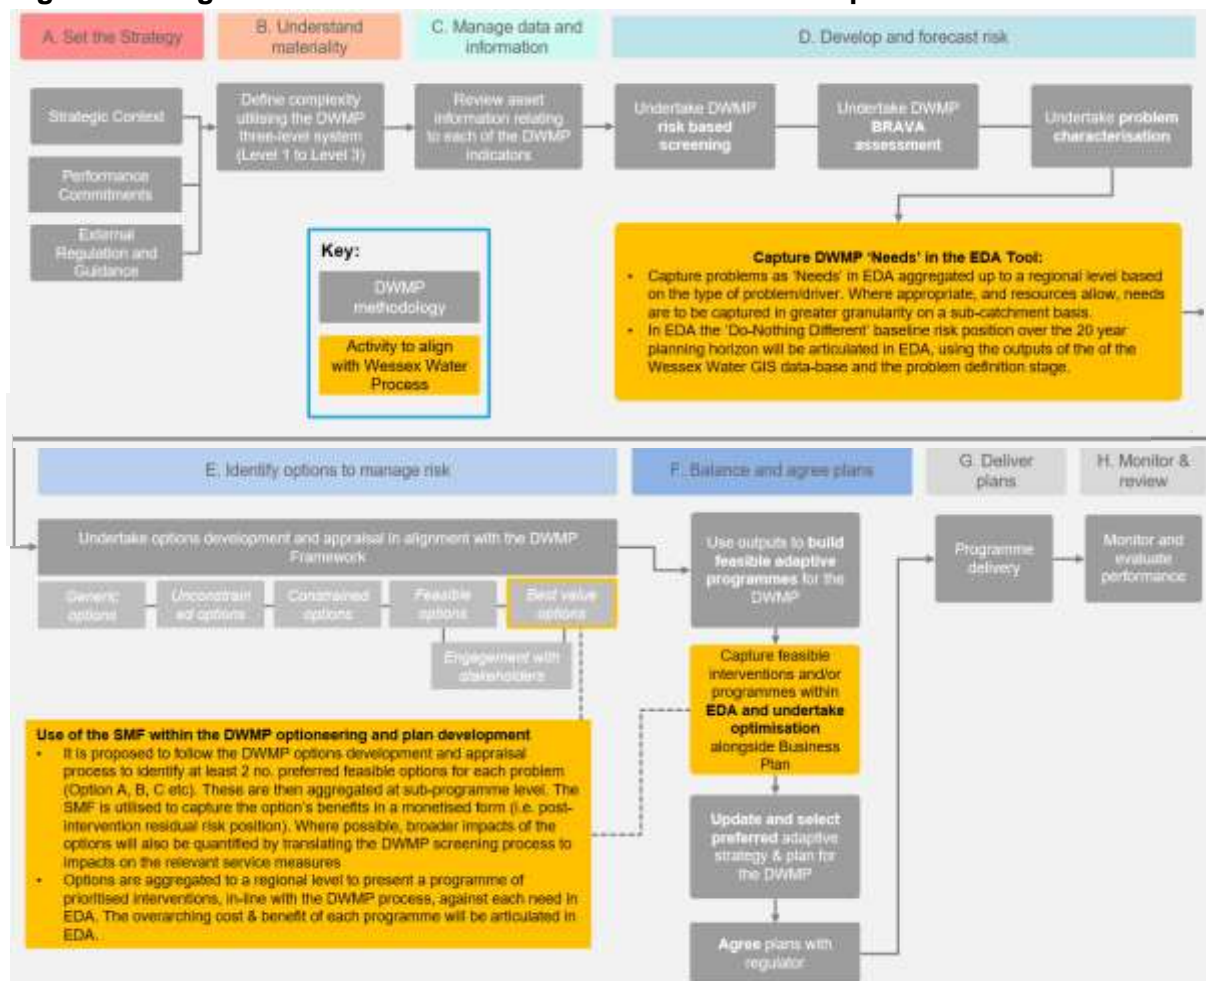 A. Set the Strategy
B. Understand
materiality
C. Manage data and
information
D. Develop and forecast risk
Strategic Context
Performance
Commitments
External
Regulation and
Guidance
Define complexity
utilising the DWMP
three-level system
(Level 1 to Level 3)
Review asset
information relating
to each of the DWMP
indicators
Undertake DWMP
risk based
screening
Undertake DWMP
BRAVA
assessment
Undertake problem
characterisation
Key:
DWMP
methodology
Activity to align
with Wessex Water
Process
Capture DWMP 'Needs' in the EDA Tool:
• Capture problems as 'Needs' in EDA aggregated up to a regional level based
on the type of problem/driver. Where appropriate, and resources allow, needs
are to be captured in greater granularity on a sub-catchment basis.
• In EDA the 'Do-Nothing Different' baseline risk position over the 20 year
planning horizon will be articulated in EDA, using the outputs of the of the
Wessex Water GIS data-base and the problem definition stage.
E. Identify options to manage risk
F. Balance and agree plans
G. Deliver
plans
H. Monitor &
review
Undertake options development and appraisal in alignment with the DWMP
Framework
Generic
options
Unconstrain
ed options
Constrained
options
Feasible
options
Best value
options
Engagement with
stakeholders
Use of the SMF within the DWMP optioneering and plan development
• It is proposed to follow the DWMP options development and appraisal
process to identify at least 2 no. preferred feasible options for each problem
(Option A, B, C etc). These are then aggregated at sub-programme level. The
SMF is utilised to capture the option's benefits in a monetised form (i.e. post-
intervention residual risk position). Where possible, broader impacts of the
options will also be quantified by translating the DWMP screening process to
impacts on the relevant service measures
• Options are aggregated to a regional level to present a programme of
prioritised interventions, in-line with the DWMP process, against each need in
EDA. The overarching cost & benefit of each programme will be articulated in
EDA.
Use outputs to build
feasible adaptive
programmes for the
DWMP
Capture feasible
interventions and/or
programmes within
EDA and undertake
optimisation
alongside Business
Plan
Update and select
preferred adaptive
strategy & plan for
the DWMP
Agree plans with
regulator
Programme
delivery
Monitor and
evaluate
performance